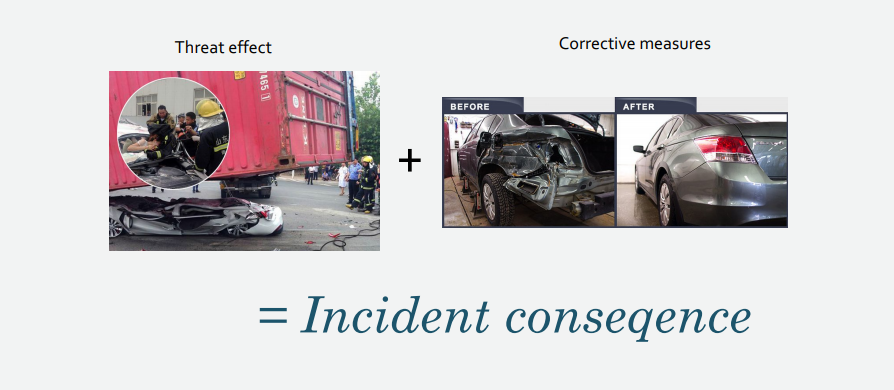 Threat effect
Corrective measures
BEFORE
AFTER
+
= Incident conseqence